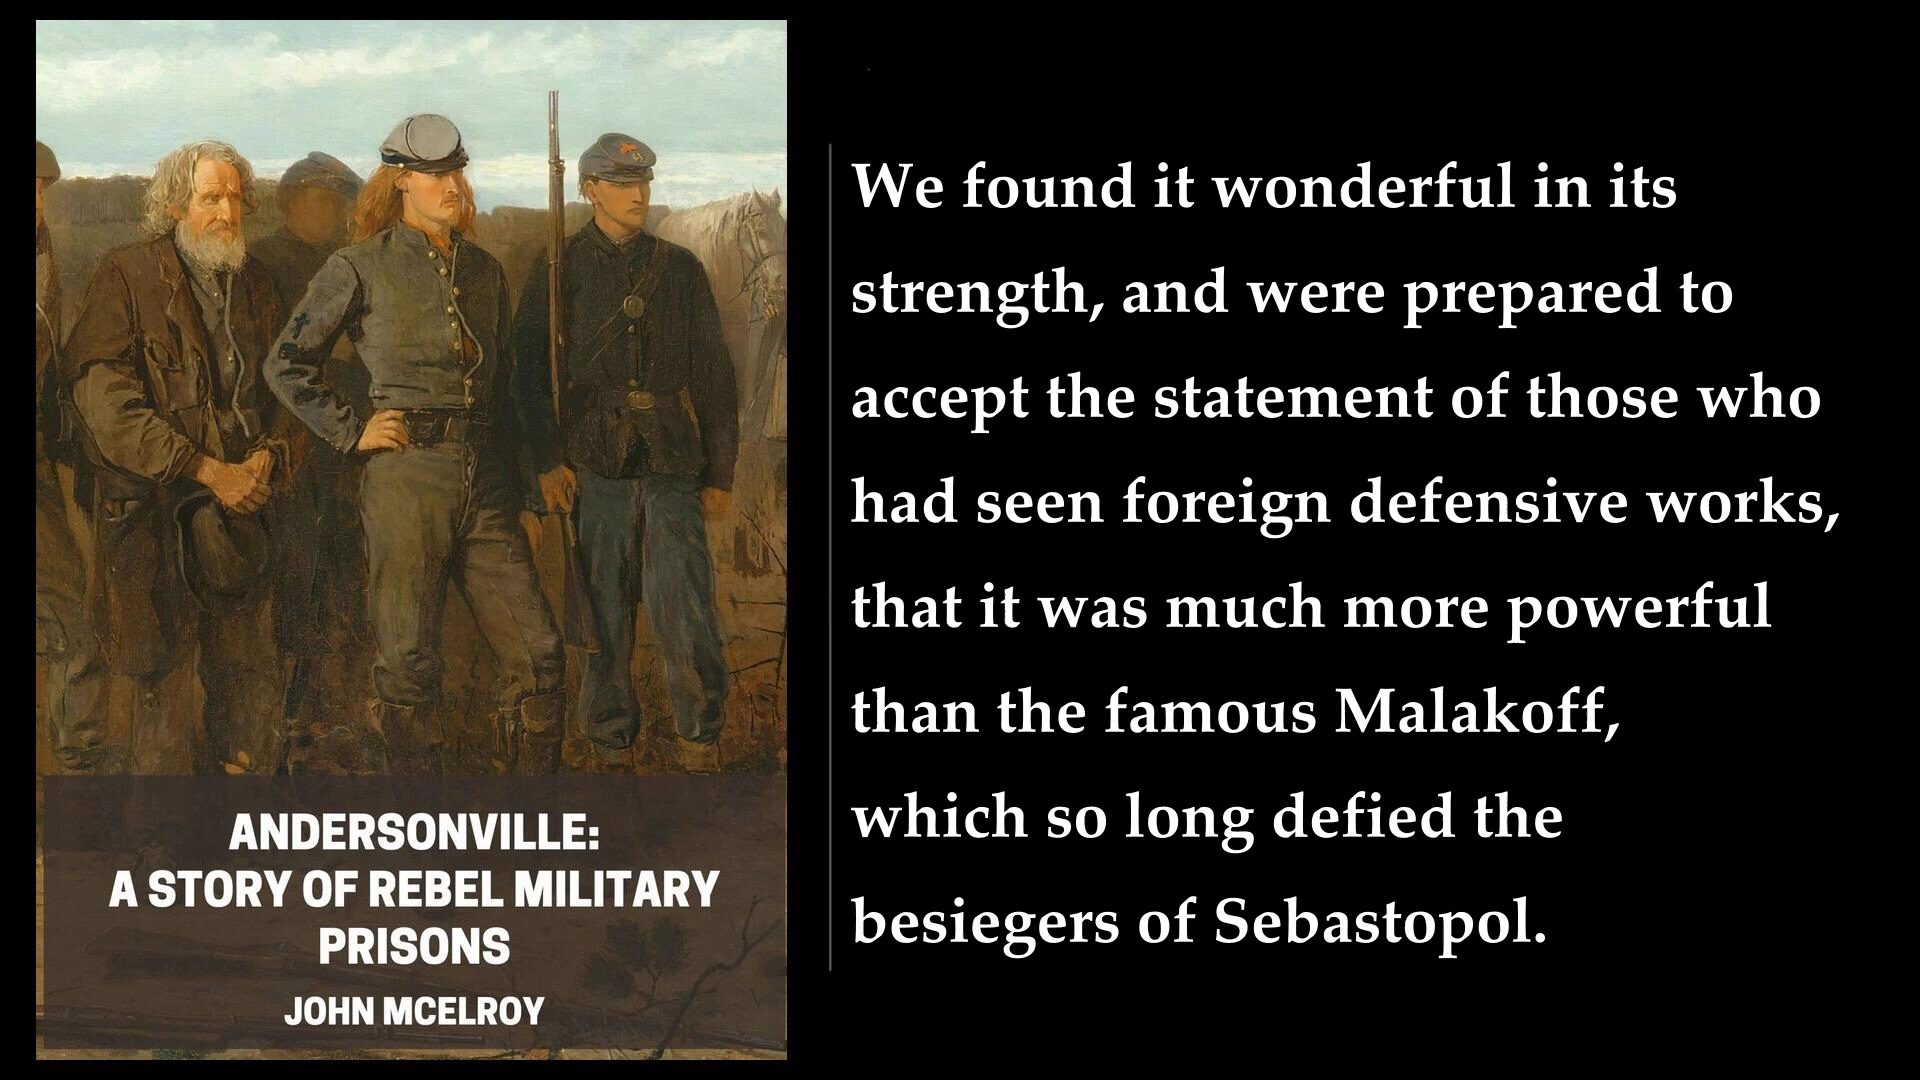 ANDERSONVILLE:
A STORY OF REBEL MILITARY
PRISONS
JOHN MCELROY
We found it wonderful in its
strength, and were prepared to
accept the statement of those who
had seen foreign defensive works,
that it was much more powerful
than the famous Malakoff,
which so long defied the
besiegers of Sebastopol.